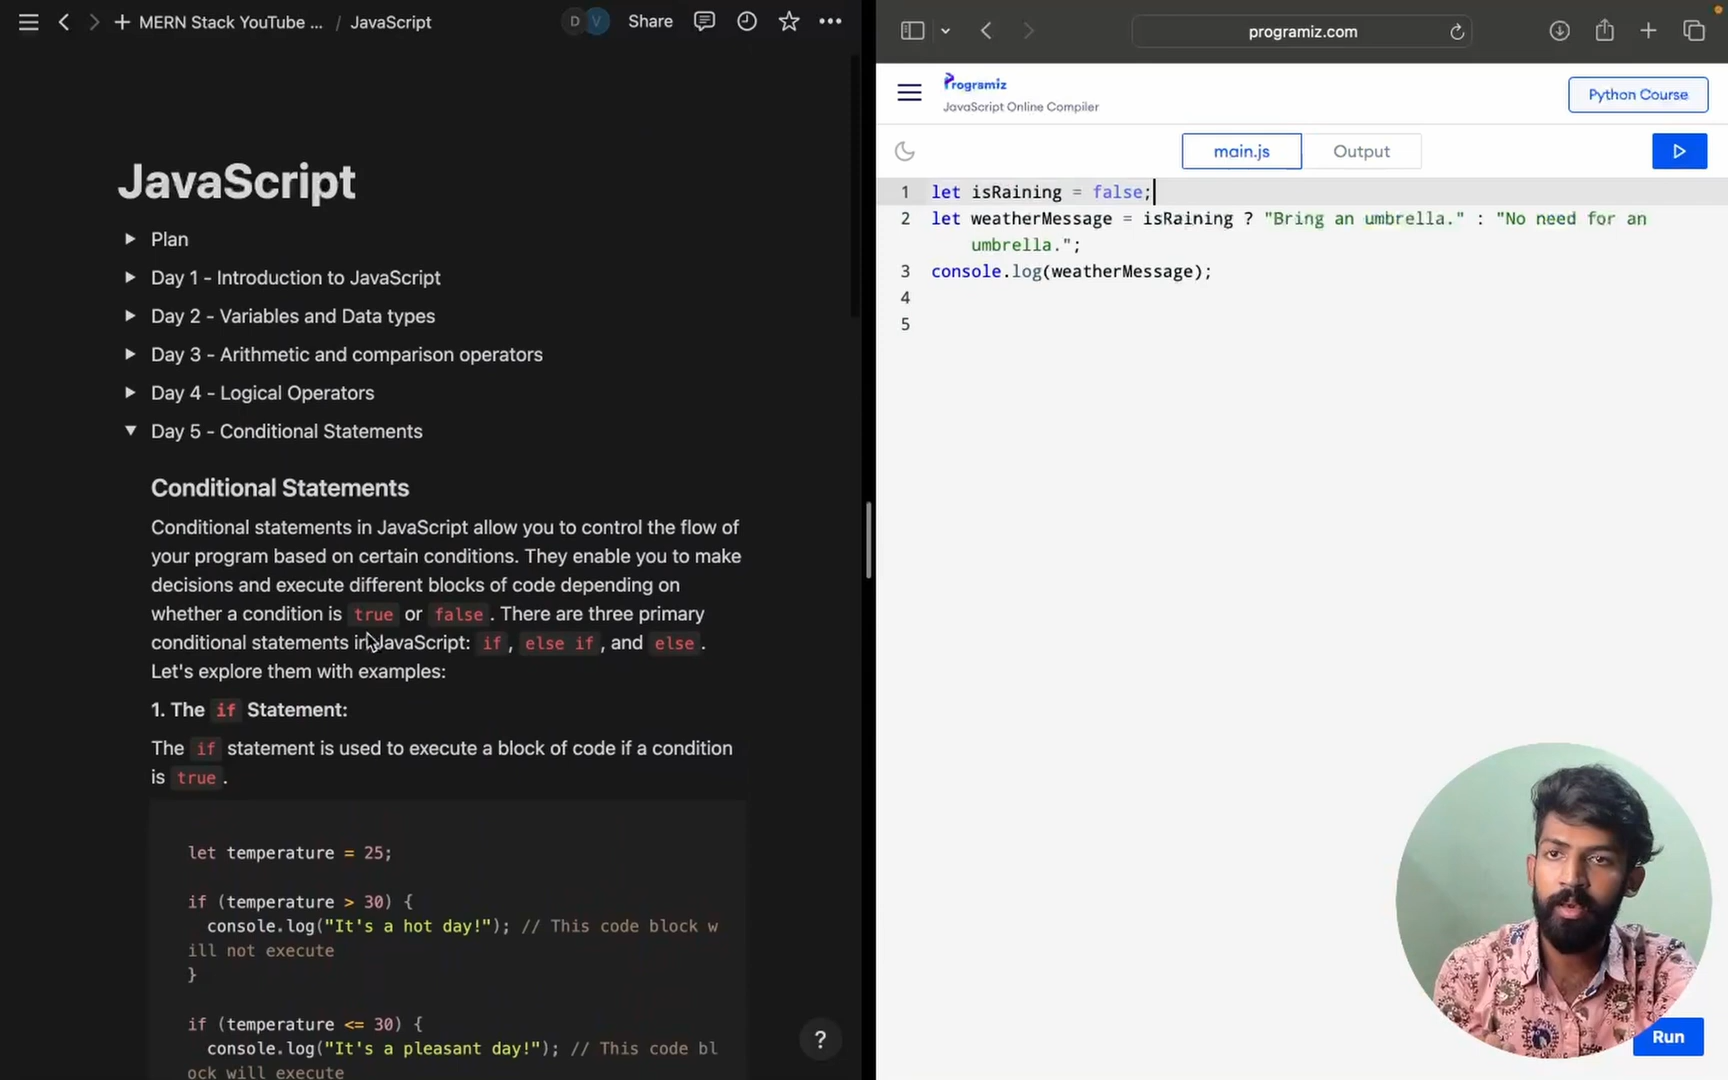 MERN Stack YouTube ... / JavaScript
D V Share
JavaScript
Plan
Day 1 - Introduction to JavaScript
Day 2 - Variables and Data types
Day 3 - Arithmetic and comparison operators
Day 4 - Logical Operators
Day 5 - Conditional Statements
Conditional Statements
Conditional statements in JavaScript allow you to control the flow of
your program based on certain conditions. They enable you to make
decisions and execute different blocks of code depending on
whether a condition is true or false. There are three primary
conditional statements in JavaScript: if, else if, and else.
Let's explore them with examples:
1. The if Statement:
The if statement is used to execute a block of code if a condition
is true.
let temperature = 25;
if (temperature > 30) {
console.log("It's a hot day!"); // This code block w
ill not execute
}
if (temperature <= 30) {
console.log("It's a pleasant day!"); // This code bl
ock will execute
?
programiz.com
Programiz
JavaScript Online Compiler
Python Course
main.js
Output
1 let isRaining = false;
2 let weatherMessage = isRaining ? "Bring an umbrella." : "No need for an
umbrella.";
3 console.log(weatherMessage);
4
5
Run